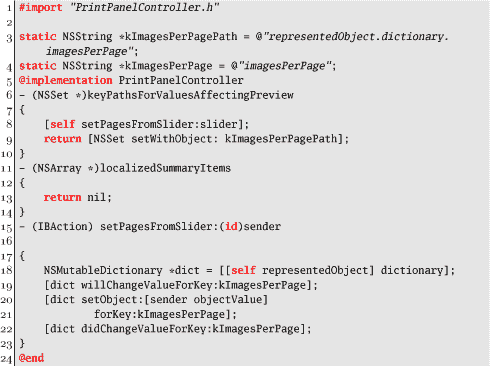 1 #import "PrintPanelController.h"
2
3 static NSString *kImagesPerPagePath = @"representedObject.dictionary.
imagesPerPage";
4 static NSString *kImagesPerPage = @"imagesPerPage";
5 @implementation PrintPanelController
6 - (NSSet *)keyPathsForValuesAffectingPreview
7 {
8     [self setPagesFromSlider:slider];
9     return [NSSet setWithObject: kImagesPerPagePath];
10 }
11 - (NSArray *)localizedSummaryItems
12 {
13     return nil;
14 }
15 - (IBAction) setPagesFromSlider:(id)sender
16
17 {
18     NSMutableDictionary *dict = [[self representedObject] dictionary];
19     [dict willChangeValueForKey:kImagesPerPage];
20     [dict setObject:[sender objectValue]
21             forKey:kImagesPerPage];
22     [dict didChangeValueForKey:kImagesPerPage];
23 }
24 @end